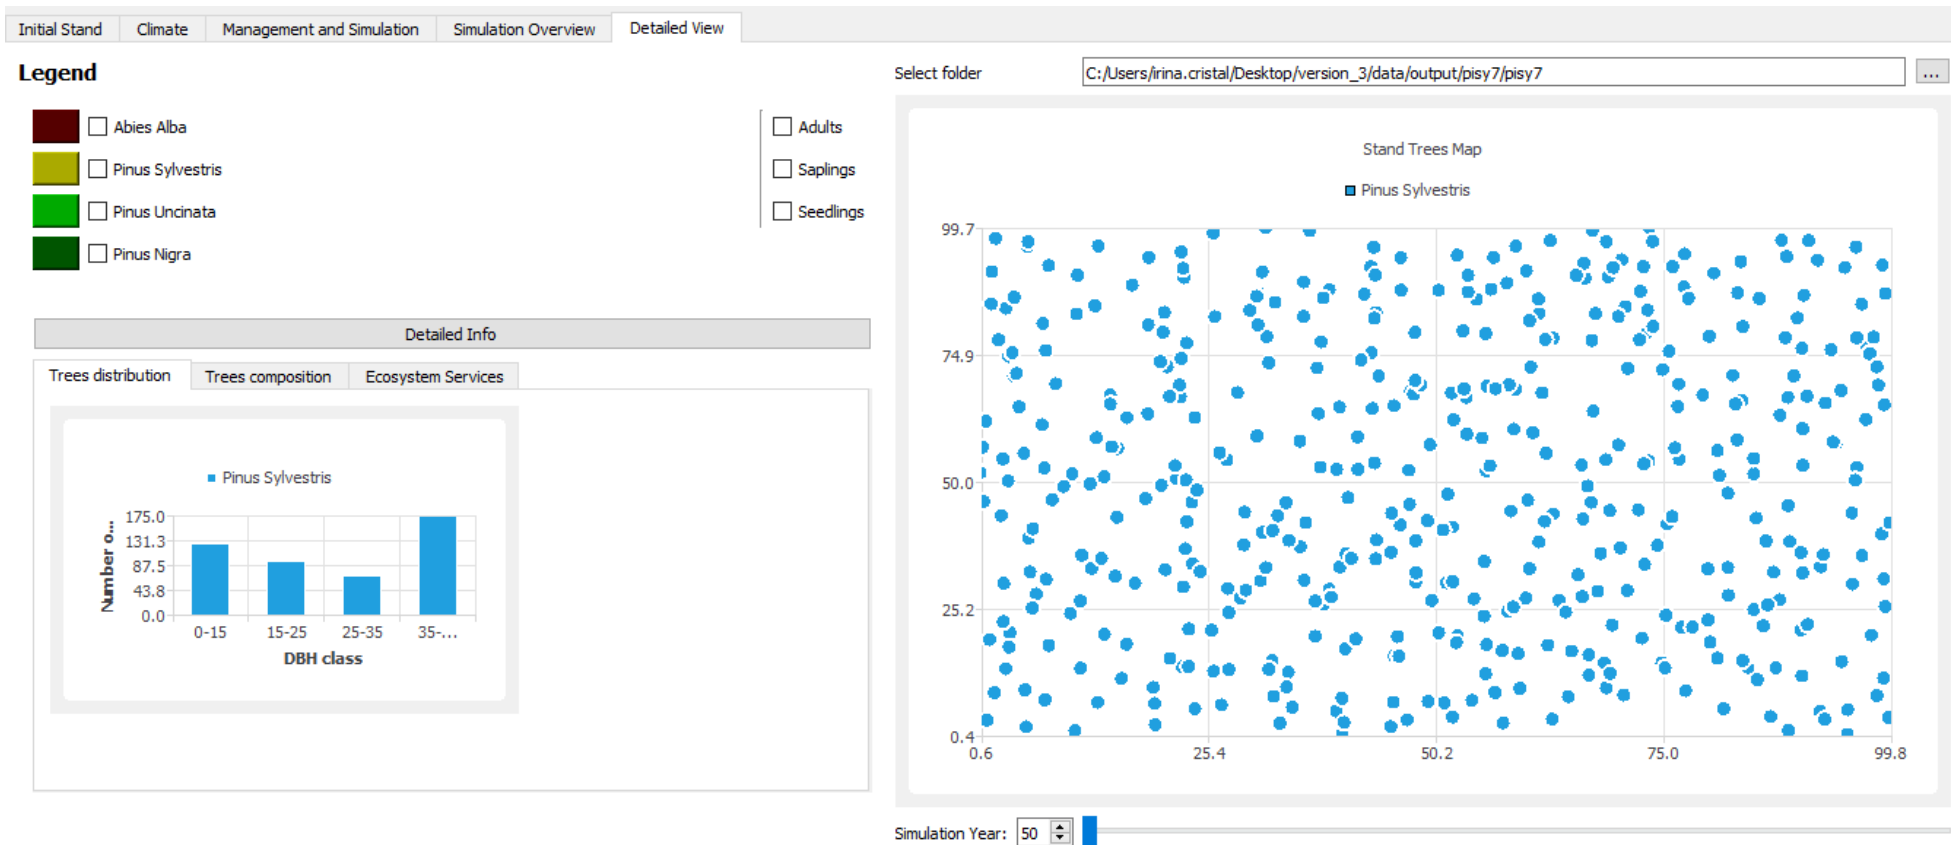 Initial Stand Climate Management and Simulation Simulation Overview Detailed View
Legend
Abies Alba
Pinus Sylvestris
Pinus Uncinata
Pinus Nigra
Adults
Saplings
Seedlings
Detailed Info
Trees distribution Trees composition Ecosystem Services
Pinus Sylvestris
Number o...
175.0
131.3
87.5
43.8
0.0
0-15 15-25 25-35 35-...
DBH class
Select folder C:/Users/irina.cristal/Desktop/version_3/data/output/pisy7/pisy7 ...
Stand Trees Map
Pinus Sylvestris
99.7
74.9
50.0
25.2
0.4
0.6 25.4 50.2 75.0 99.8
Simulation Year: 50